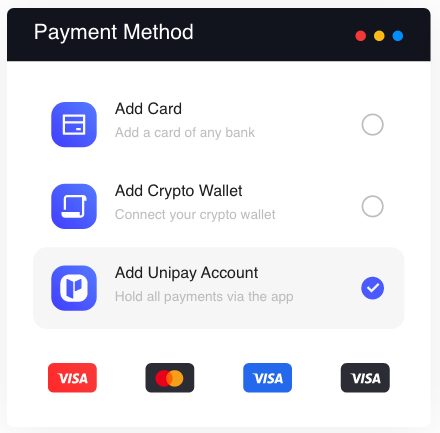 Payment Method
Add Card
Add a card of any bank
Add Crypto Wallet
Connect your crypto wallet
Add Unipay Account
Hold all payments via the app
VISA
VISA
VISA